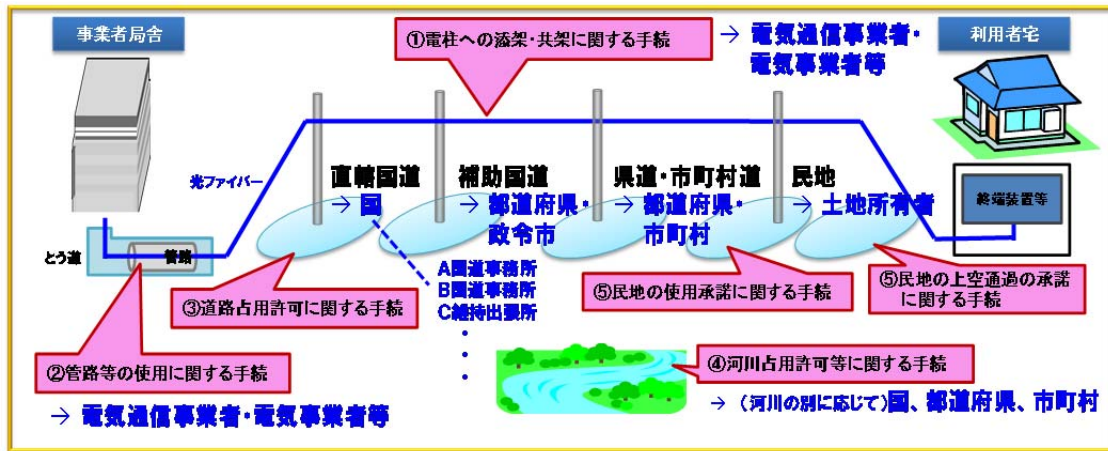 事業者局舎
①電柱への添架・共架に関する手続
→ 電気通信事業者・
電気事業者等
利用者宅
光ファイバー
直轄国道
→ 国
補助国道
→ 都道府県・
政令市
県道・市町村道
→ 都道府県・
市町村
民地
→ 土地所有者
終端装置等
とう道
管路
A国道事務所
B国道事務所
C維持出張所
・
・
・
③道路占用許可に関する手続
⑤民地の使用承諾に関する手続
⑤民地の上空通過の承諾
に関する手続
②管路等の使用に関する手続
→ 電気通信事業者・電気事業者等
④河川占用許可等に関する手続
→ (河川の別に応じて)国、都道府県、市町村